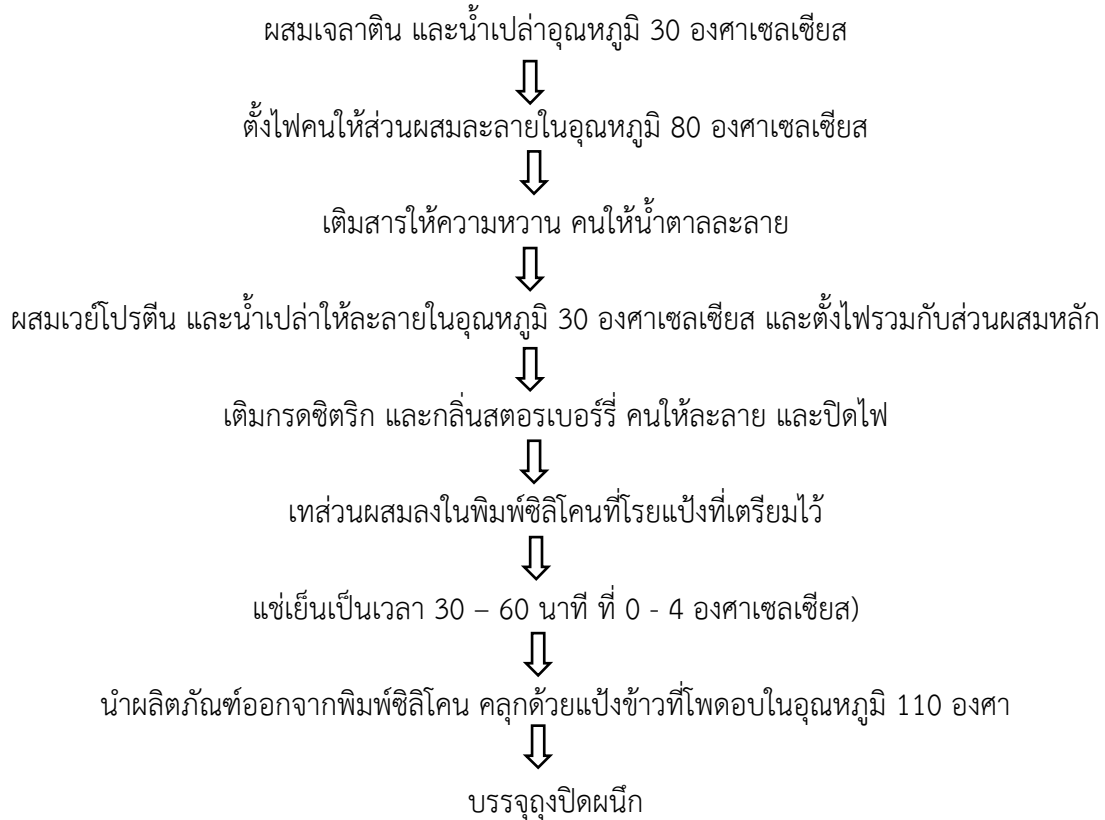 ผสมเจลาติน และน้ำเปล่าอุณหภูมิ 30 องศาเซลเซียส
ตั้งไฟคนให้ส่วนผสมละลายในอุณหภูมิ 80 องศาเซลเซียส
เติมสารให้ความหวาน คนให้น้ำตาลละลาย
ผสมเวย์โปรตีน และน้ำเปล่าให้ละลายในอุณหภูมิ 30 องศาเซลเซียส และตั้งไฟรวมกับส่วนผสมหลัก
เติมกรดซิตริก และกลิ่นสตอรเบอร์รี่ คนให้ละลาย และปิดไฟ
เทส่วนผสมลงในพิมพ์ซิลิโคนที่โรยแป้งที่เตรียมไว้
แช่เย็นเป็นเวลา 30 – 60 นาที ที่ 0 - 4 องศาเซลเซียส)
นำผลิตภัณฑ์ออกจากพิมพ์ซิลิโคน คลุกด้วยแป้งข้าวที่โพดอบในอุณหภูมิ 110 องศา
บรรจุถุงปิดผนึก